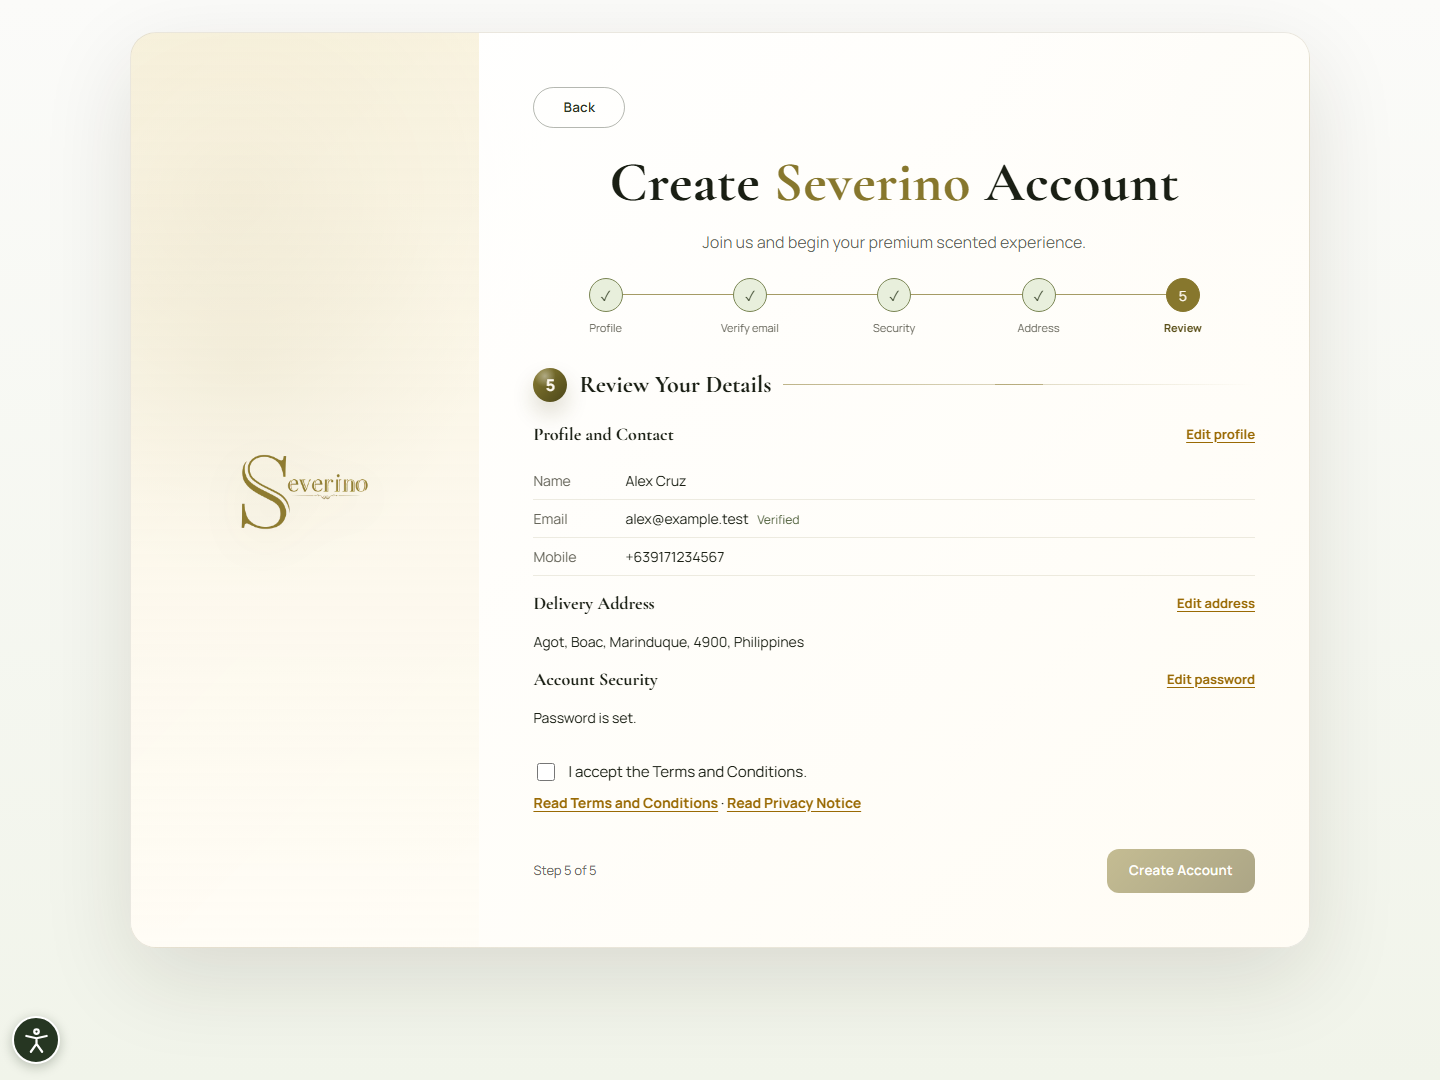 Back
Create Severino Account
Join us and begin your premium scented experience.
✓ ✓ ✓ ✓ 5
Profile Verify email Security Address Review
5 Review Your Details
Profile and Contact Edit profile
Name Alex Cruz
Email alex@example.test Verified
Mobile +639171234567
Delivery Address Edit address
Agot, Boac, Marinduque, 4900, Philippines
Account Security Edit password
Password is set.
I accept the Terms and Conditions.
Read Terms and Conditions · Read Privacy Notice
Step 5 of 5 Create Account
Severino